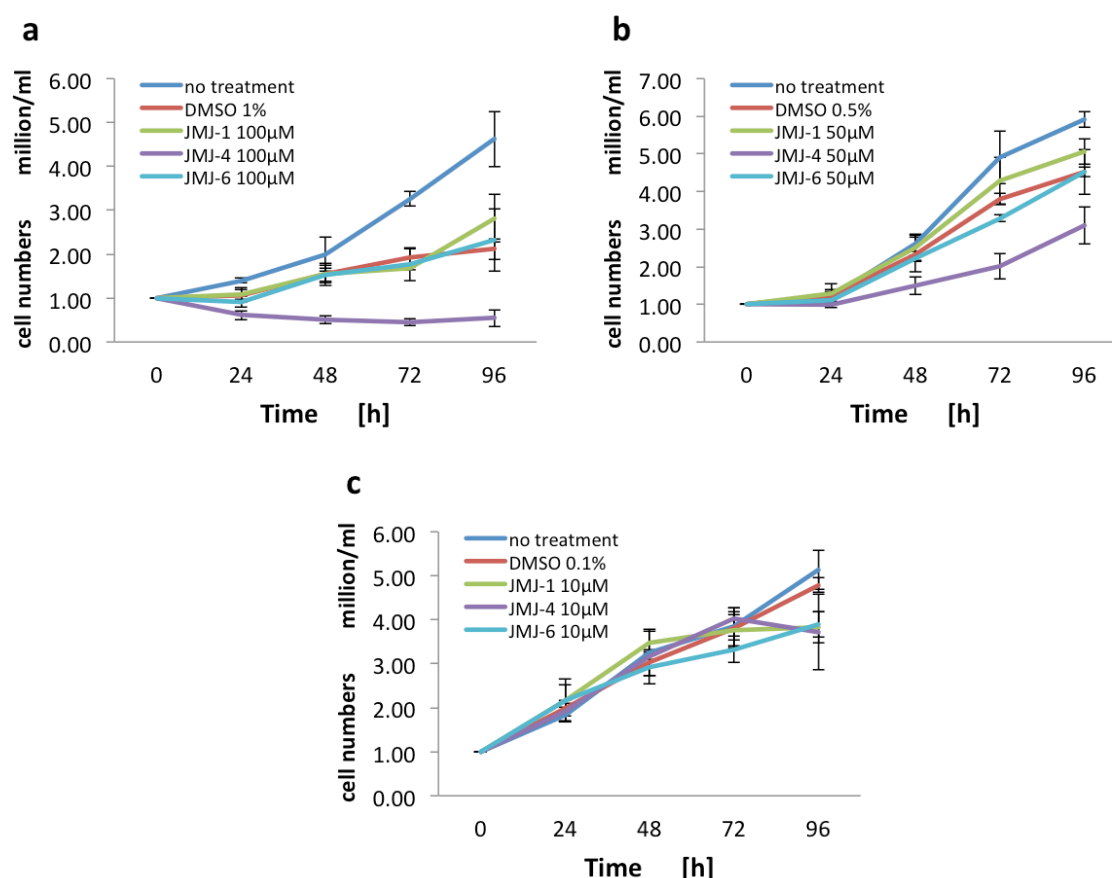 a
million/ml
cell numbers
6.00
5.00
4.00
3.00
2.00
1.00
0.00
no treatment
DMSO 1%
JMJ-1 100µM
JMJ-4 100µM
JMJ-6 100µM
0 24 48 72 96
Time [h]
b
million/ml
cell numbers
7.00
6.00
5.00
4.00
3.00
2.00
1.00
0.00
no treatment
DMSO 0.5%
JMJ-1 50µM
JMJ-4 50µM
JMJ-6 50µM
0 24 48 72 96
Time [h]
c
million/ml
cell numbers
6.00
5.00
4.00
3.00
2.00
1.00
0.00
no treatment
DMSO 0.1%
JMJ-1 10µM
JMJ-4 10µM
JMJ-6 10µM
0 24 48 72 96
Time [h]